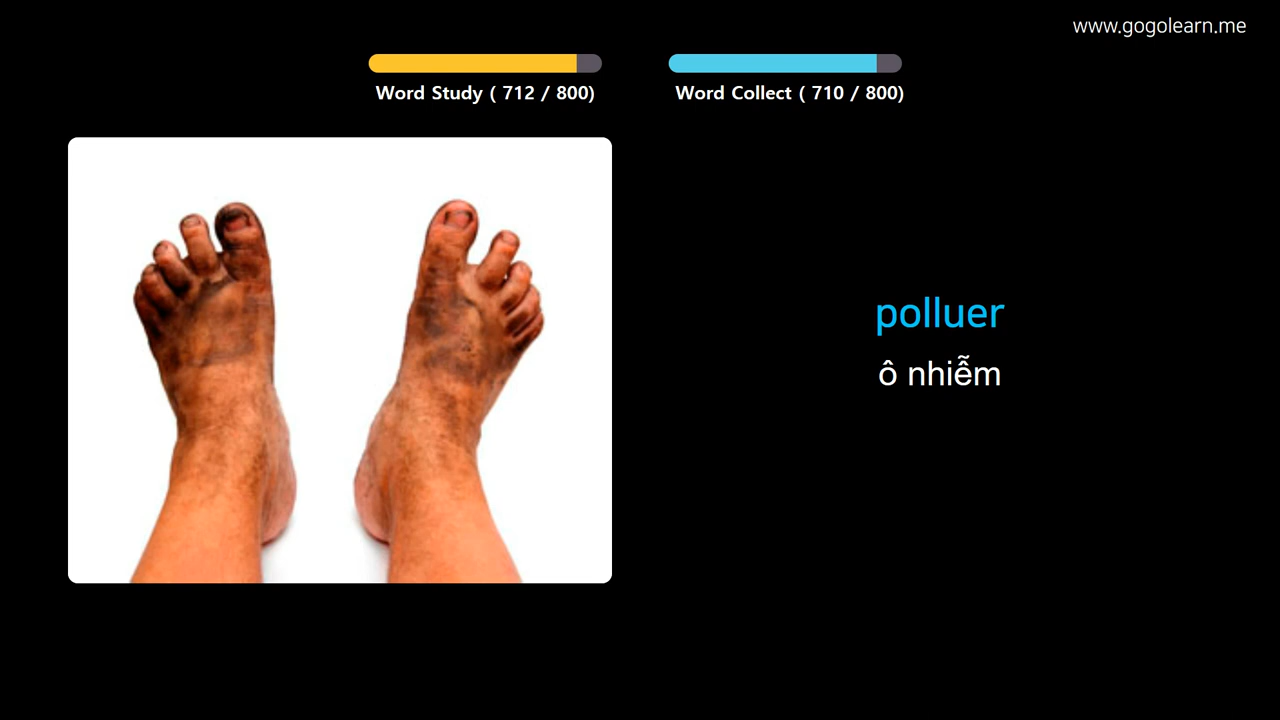 www.gogolearn.me
Word Study ( 712 / 800)
Word Collect ( 710 / 800)
polluer
ô nhiễm